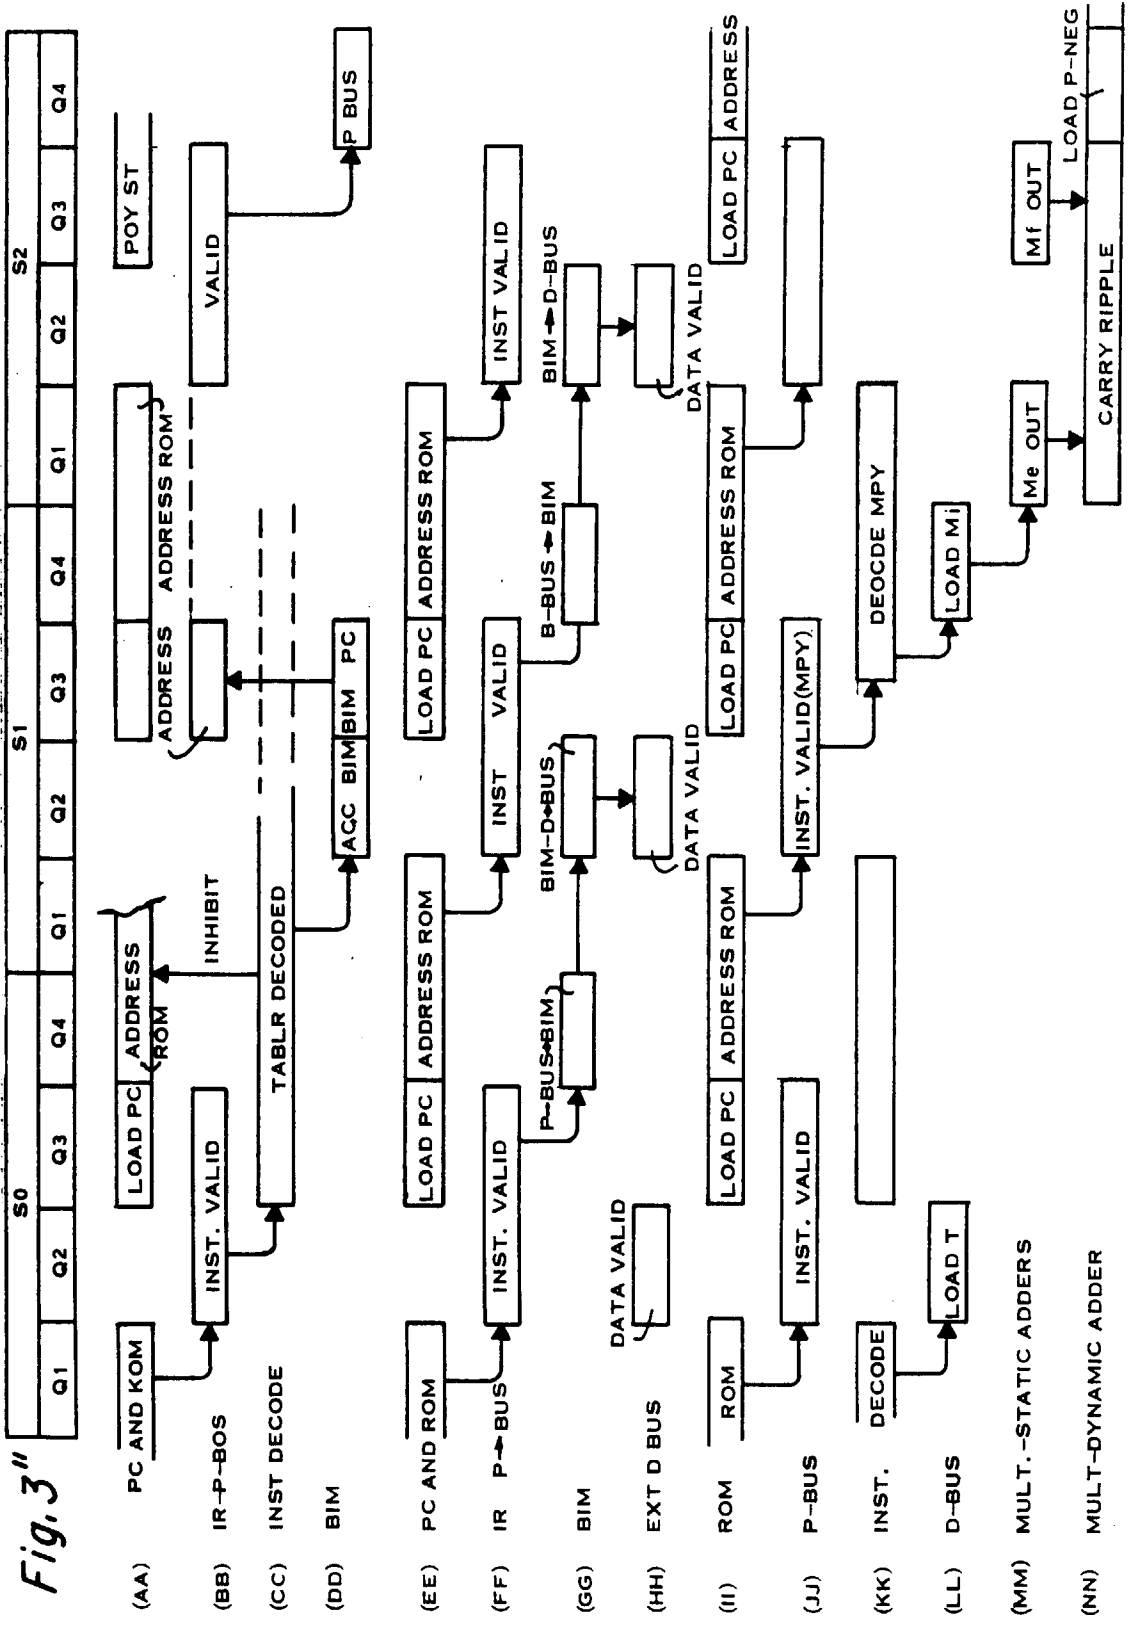 Fig. 3"
S0 S1 S2
Q1 Q2 Q3 Q4 Q1 Q2 Q3 Q4 Q1 Q2 Q3 Q4
(AA) PC AND KOM LOAD PC ADDRESS POY ST
ROM
ADDRESS ADDRESS ROM
INHIBIT
(BB) IR-P-BOS INST. VALID VALID
(CC) INST DECODE TABLR DECODED
(DD) BIM ACC BIM BIM PC P BUS
(EE) PC AND ROM LOAD PC ADDRESS ROM LOAD PC ADDRESS ROM
(FF) IR P→BUS INST. VALID INST VALID INST VALID
P-BUS→BIM BIM-D→BUS B-BUS→BIM BIM→D-BUS
(GG) BIM
DATA VALID
(HH) EXT D BUS
DATA VALID DATA VALID
(II) ROM ROM LOAD PC ADDRESS ROM LOAD PC ADDRESS ROM LOAD PC ADDRESS
(JJ) P-BUS INST. VALID INST. VALID(MPY)
(KK) INST. DECODE DEOCDE MPY
(LL) D-BUS LOAD T LOAD Mi
(MM) MULT.-STATIC ADDERS Me OUT Mf OUT
LOAD P-NEG
(NN) MULT-DYNAMIC ADDER CARRY RIPPLE